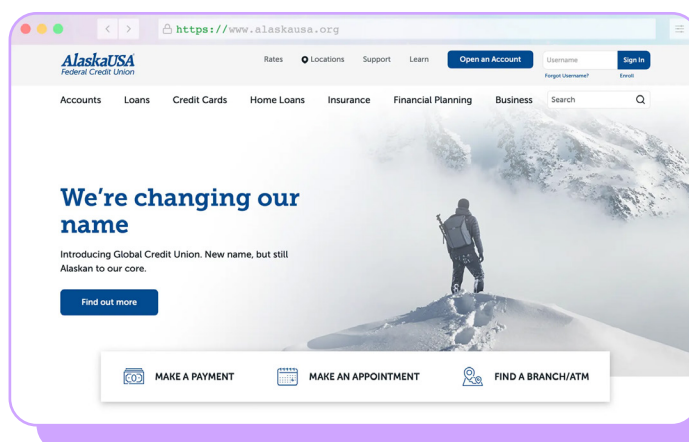 https://www.alaskausa.org
AlaskaUSA
Federal Credit Union
Rates Locations Support Learn Open an Account Username Sign In
Forgot Username? Enroll
Accounts Loans Credit Cards Home Loans Insurance Financial Planning Business Search
We're changing our
name
Introducing Global Credit Union. New name, but still
Alaskan to our core.
Find out more
MAKE A PAYMENT MAKE AN APPOINTMENT FIND A BRANCH/ATM